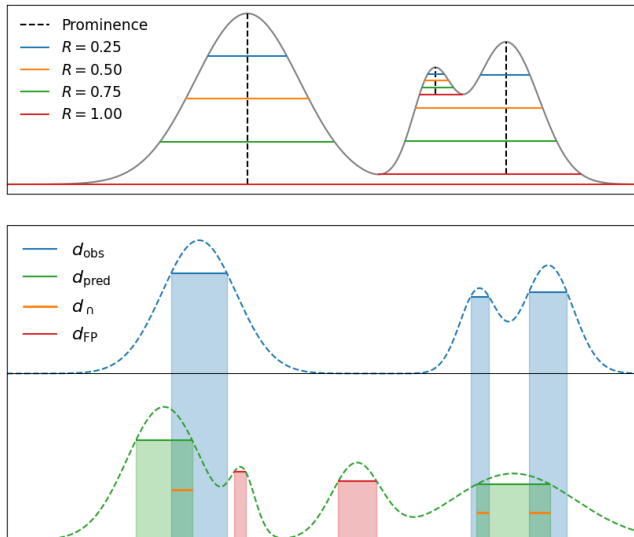 Prominence
R = 0.25
R = 0.50
R = 0.75
R = 1.00
d_obs
d_pred
d_∩
d_FP